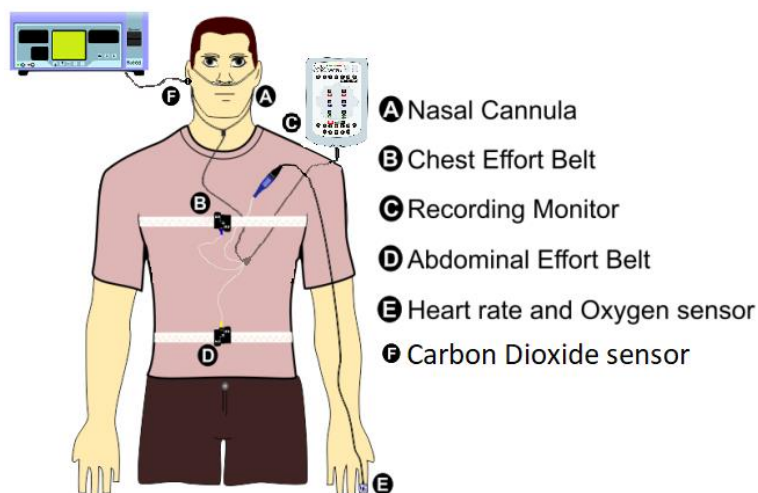 F
A
C
B
D
E
A Nasal Cannula
B Chest Effort Belt
C Recording Monitor
D Abdominal Effort Belt
E Heart rate and Oxygen sensor
F Carbon Dioxide sensor